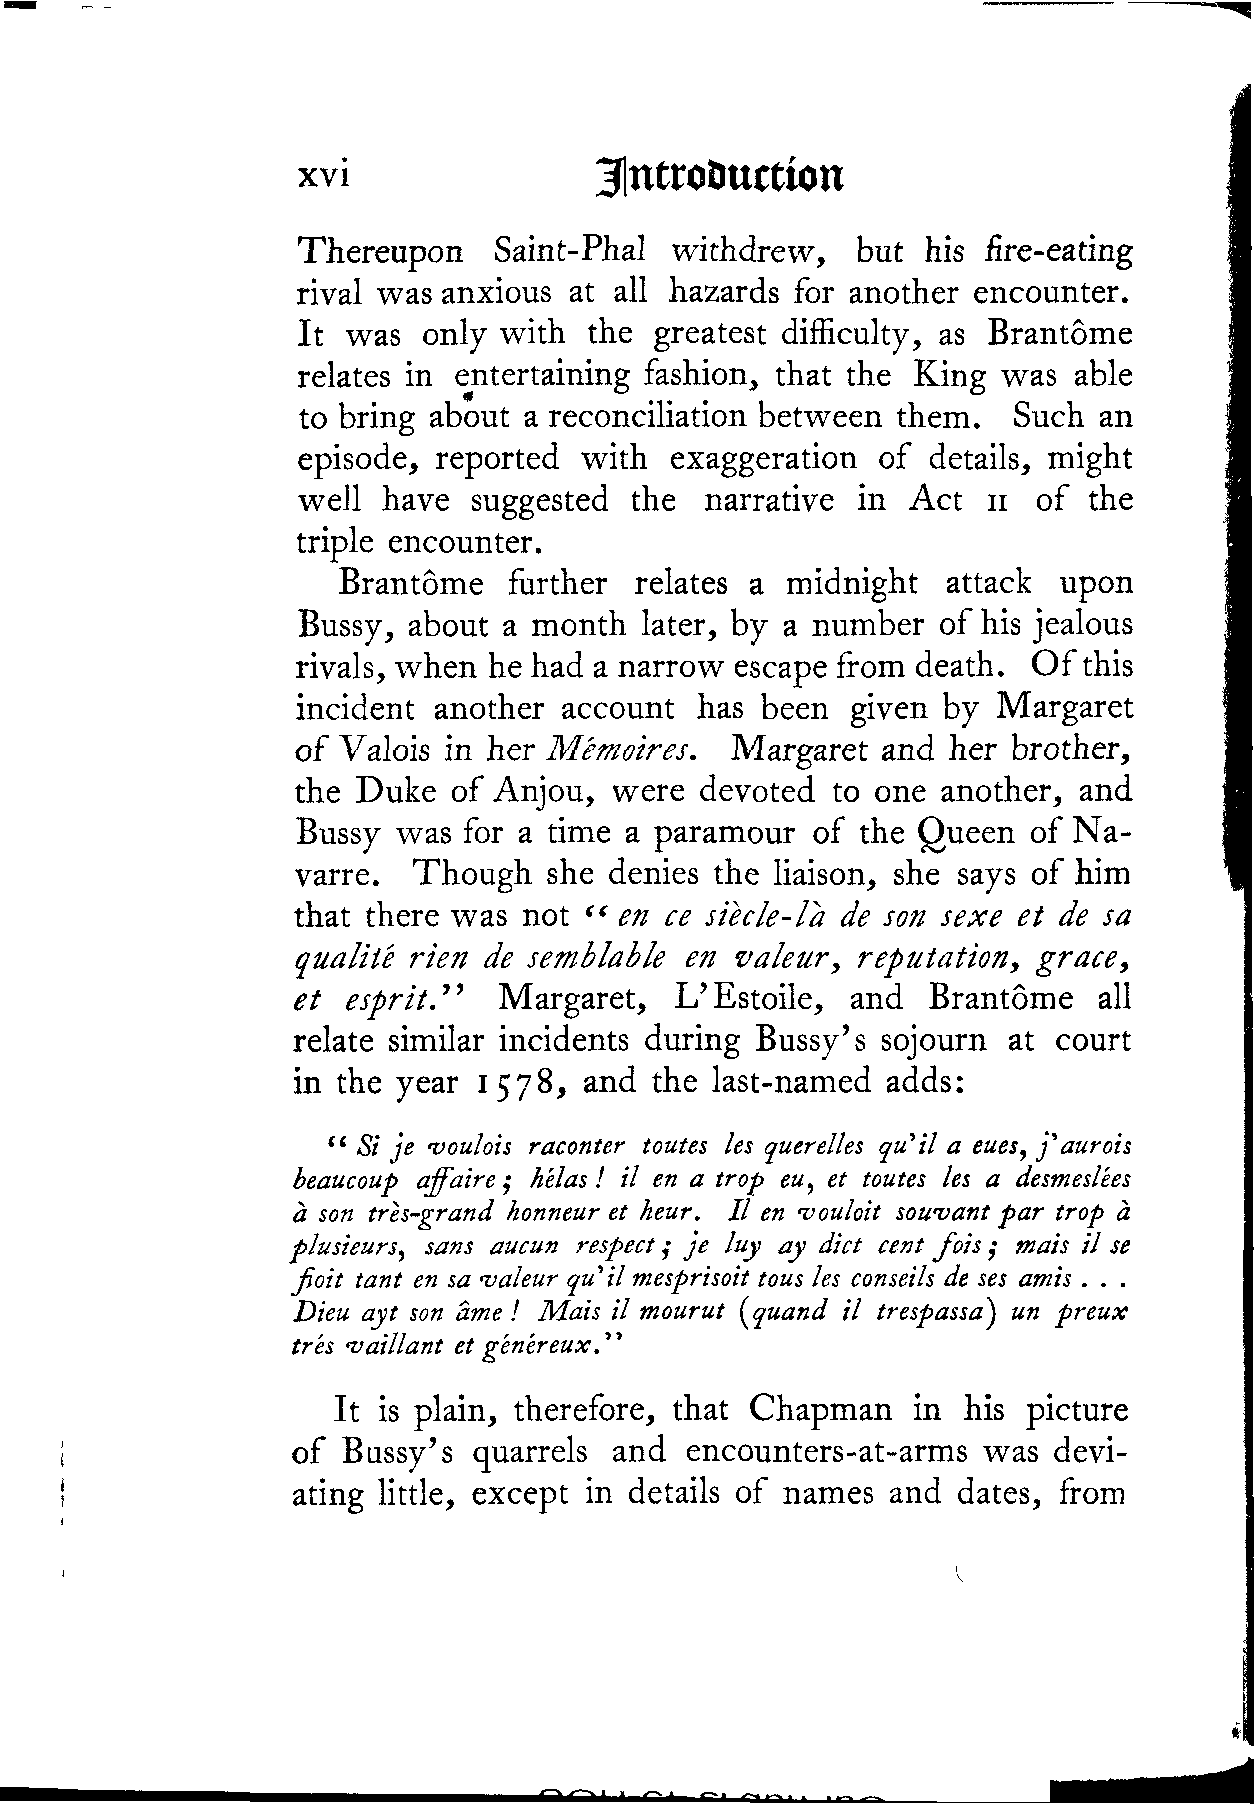 xvi Introduction
Thereupon Saint-Phal withdrew, but his fire-eating
rival was anxious at all hazards for another encounter.
It was only with the greatest difficulty, as Brantôme
relates in entertaining fashion, that the King was able
to bring about a reconciliation between them. Such an
episode, reported with exaggeration of details, might
well have suggested the narrative in Act II of the
triple encounter.
Brantôme further relates a midnight attack upon
Bussy, about a month later, by a number of his jealous
rivals, when he had a narrow escape from death. Of this
incident another account has been given by Margaret
of Valois in her Mémoires. Margaret and her brother,
the Duke of Anjou, were devoted to one another, and
Bussy was for a time a paramour of the Queen of Na-
varre. Though she denies the liaison, she says of him
that there was not “en ce siècle-là de son sexe et de sa
qualité rien de semblable en valeur, reputation, grace,
et esprit.” Margaret, L’Estoile, and Brantôme all
relate similar incidents during Bussy’s sojourn at court
in the year 1578, and the last-named adds:
“Si je voulois raconter toutes les querelles qu’il a eues, j’aurois
beaucoup affaire; hélas! il en a trop eu, et toutes les a desmeslées
à son très-grand honneur et heur. Il en vouloit souvant par trop à
plusieurs, sans aucun respect; je luy ay dict cent fois; mais il se
fioit tant en sa valeur qu’il mesprisoit tous les conseils de ses amis . . .
Dieu ayt son âme! Mais il mourut (quand il trespassa) un preux
trés vaillant et généreux.”
It is plain, therefore, that Chapman in his picture
of Bussy’s quarrels and encounters-at-arms was devi-
ating little, except in details of names and dates, from